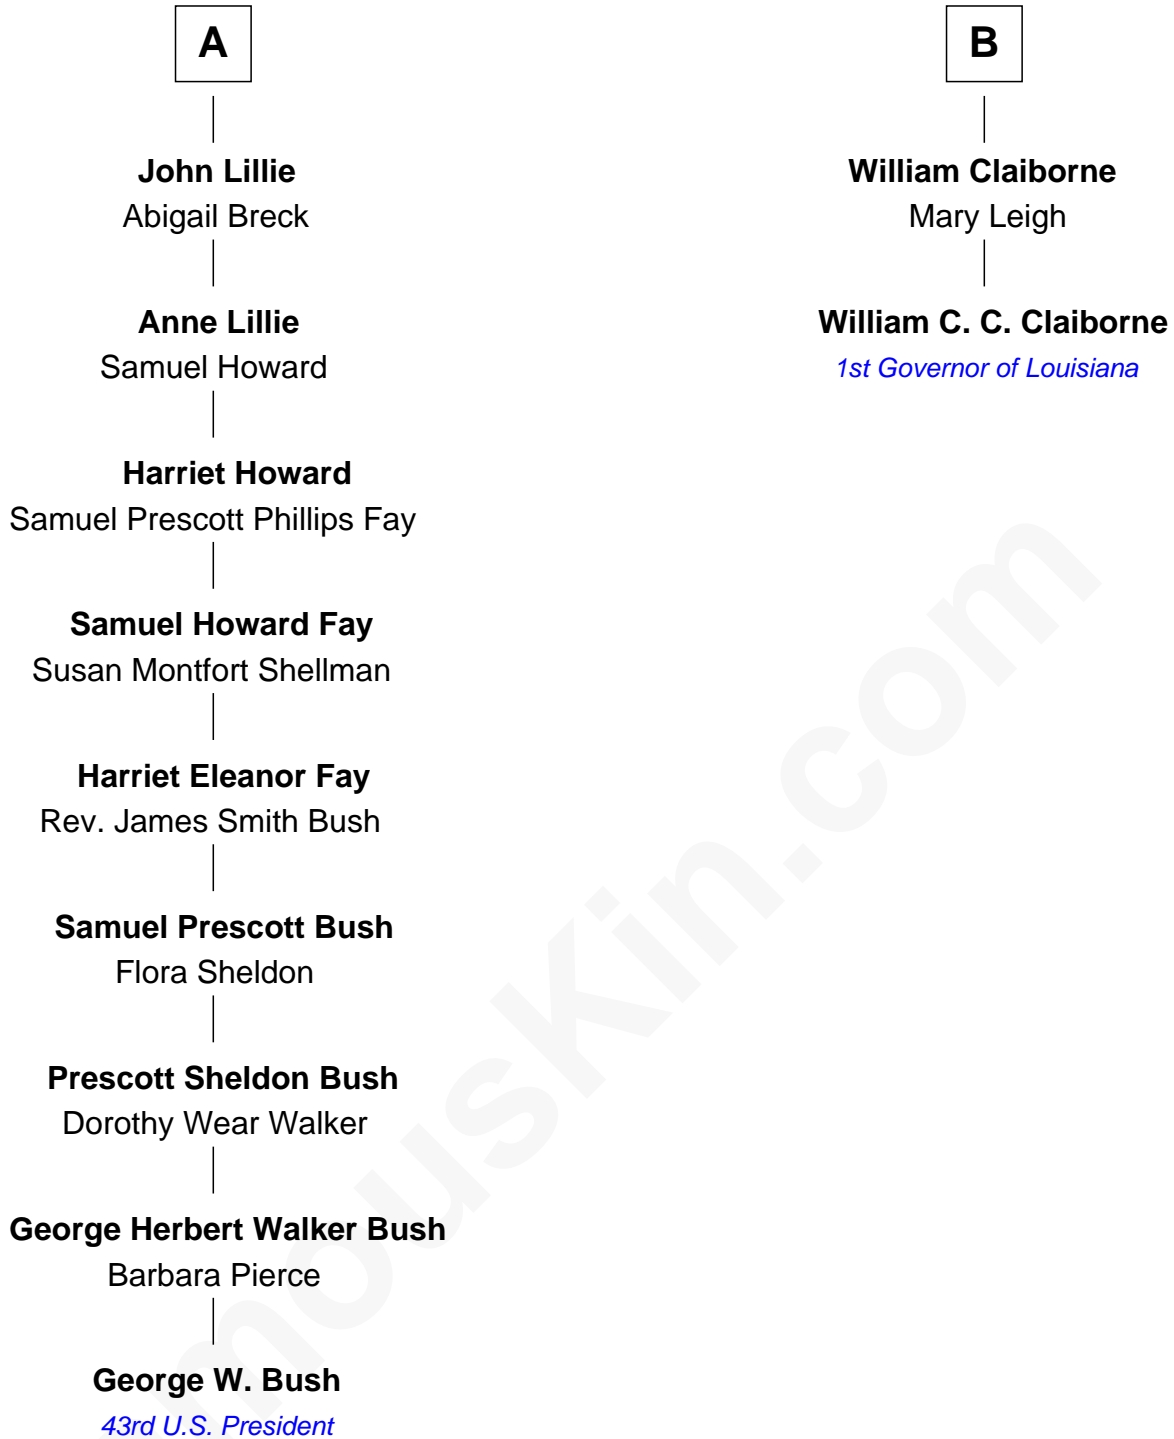 A
John Lillie
Abigail Breck
Anne Lillie
Samuel Howard
Harriet Howard
Samuel Prescott Phillips Fay
Samuel Howard Fay
Susan Montfort Shellman
Harriet Eleanor Fay
Rev. James Smith Bush
Samuel Prescott Bush
Flora Sheldon
Prescott Sheldon Bush
Dorothy Wear Walker
George Herbert Walker Bush
Barbara Pierce
George W. Bush
43rd U.S. President
B
William Claiborne
Mary Leigh
William C. C. Claiborne
1st Governor of Louisiana
mousKin.com